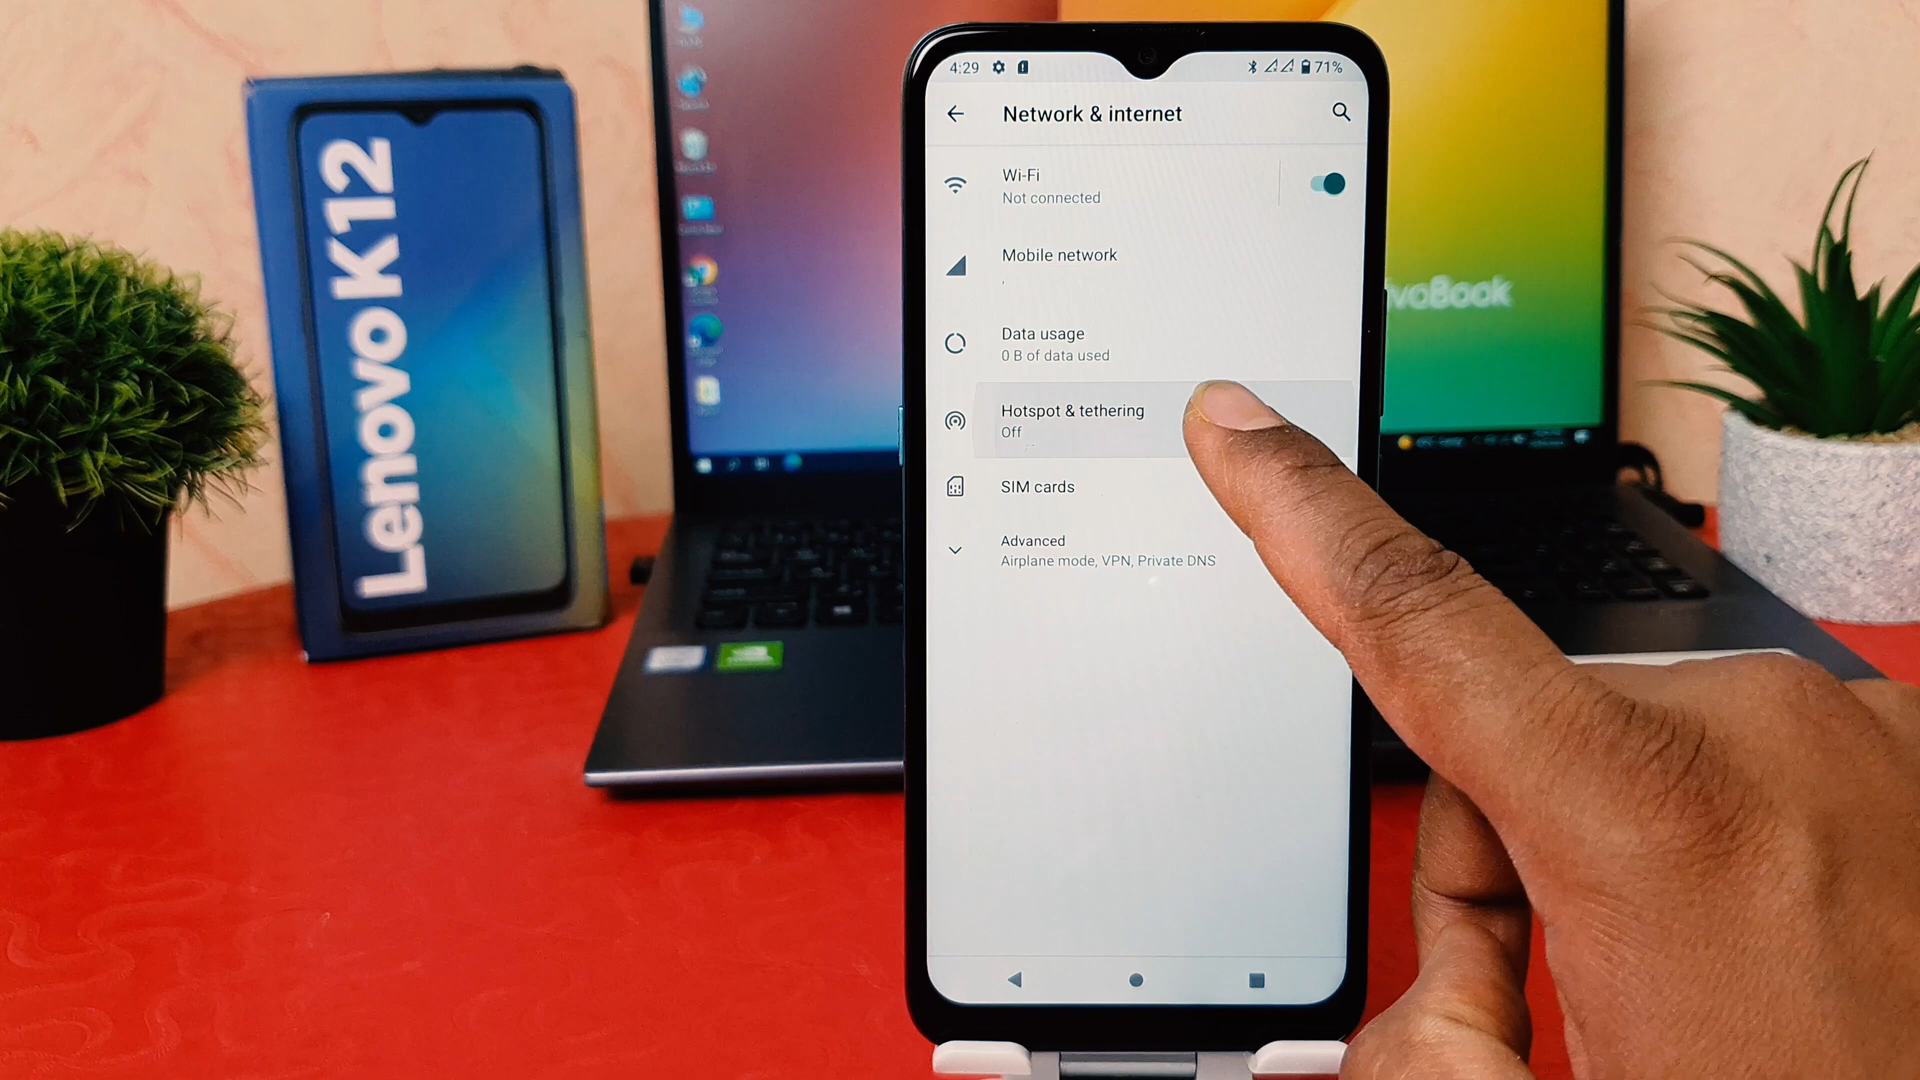 Lenovo K12
4:29
71%
Network & internet
Wi-Fi
Not connected
Mobile network
Data usage
0 B of data used
Hotspot & tethering
Off
SIM cards
Advanced
Airplane mode, VPN, Private DNS
ivoBook